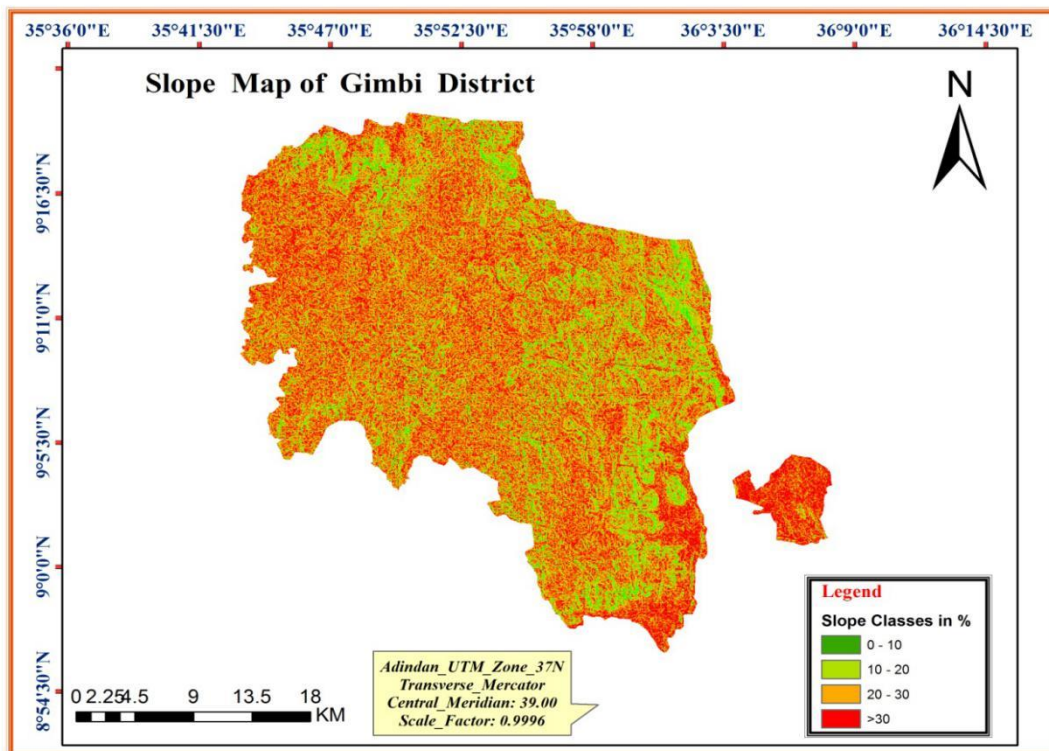 35°36'0"E 35°41'30"E 35°47'0"E 35°52'30"E 35°58'0"E 36°3'30"E 36°9'0"E 36°14'30"E
Slope Map of Gimbi District
N
9°16'30"N
9°11'0"N
9°5'30"N
9°0'0"N
8°54'30"N
Legend
Slope Classes in %
0 - 10
10 - 20
20 - 30
>30
Adindan_UTM_Zone_37N
Transverse_Mercator
Central_Meridian: 39.00
Scale_Factor: 0.9996
0 2.25 4.5 9 13.5 18
KM